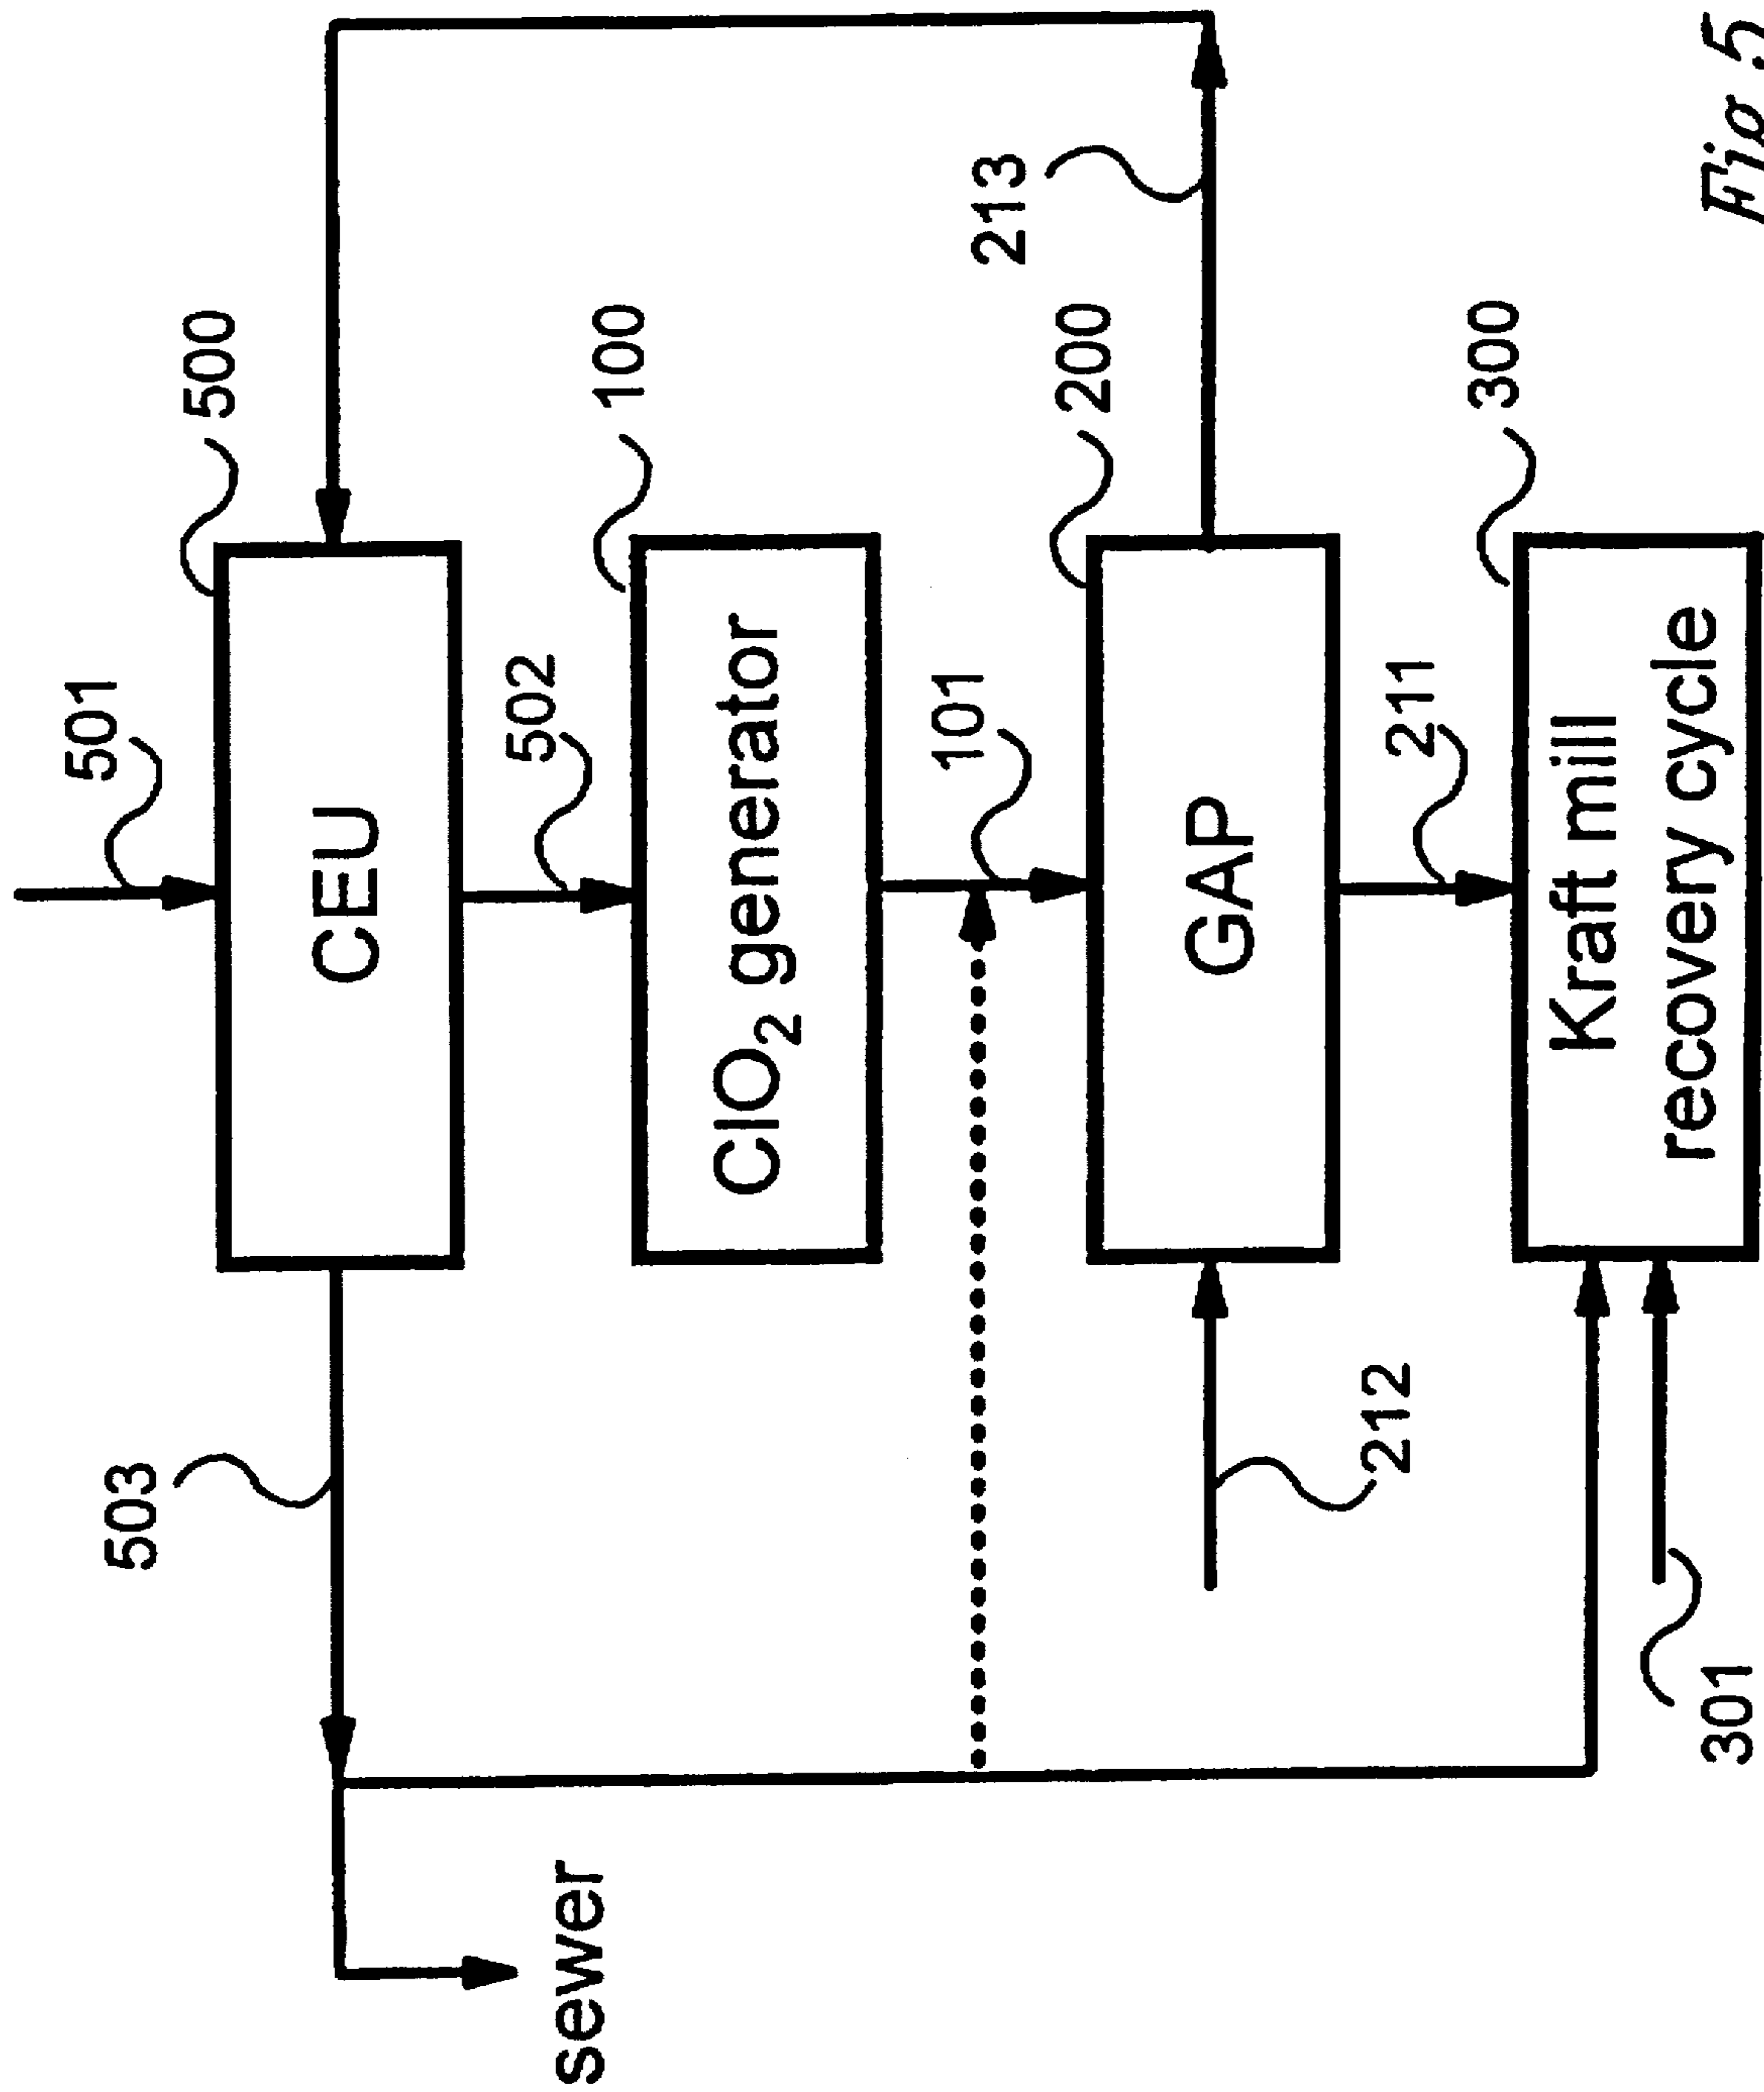 501
500
CEU
503
sewer
502
100
ClO₂ generator
101
213
200
GAP
212
211
300
Kraft mill
recovery cycle
301
Fig.5